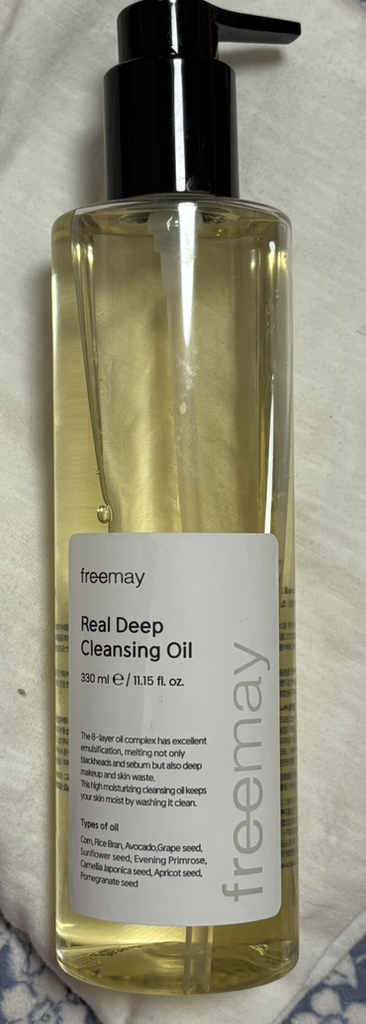 freemay
Real Deep
Cleansing Oil
330 ml ℮ / 11.15 fl. oz.
The 8-layer oil complex has excellent
emulsification, melting not only
blackheads and sebum but also deep
makeup and skin waste.
This high moisturizing cleansing oil keeps
your skin moist by washing it clean.
Types of oil
Corn, Rice Bran, Avocado,Grape seed,
Sunflower seed, Evening Primrose,
Camellia Japonica seed, Apricot seed,
Pomegranate seed
freemay